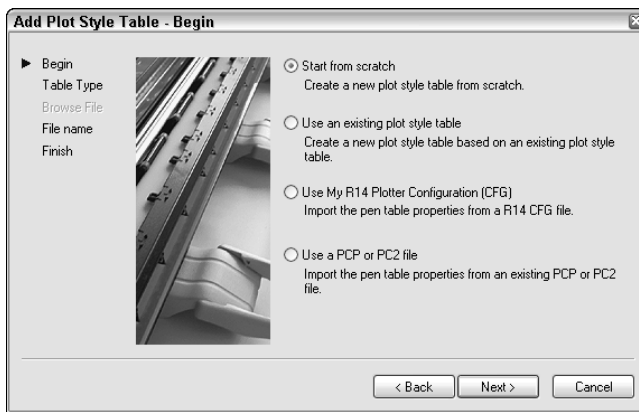 Add Plot Style Table - Begin
Begin
Table Type
Browse File
File name
Finish
Start from scratch
Create a new plot style table from scratch.
Use an existing plot style table
Create a new plot style table based on an existing plot style
table.
Use My R14 Plotter Configuration (CFG)
Import the pen table properties from a R14 CFG file.
Use a PCP or PC2 file
Import the pen table properties from an existing PCP or PC2
file.
< Back
Next >
Cancel